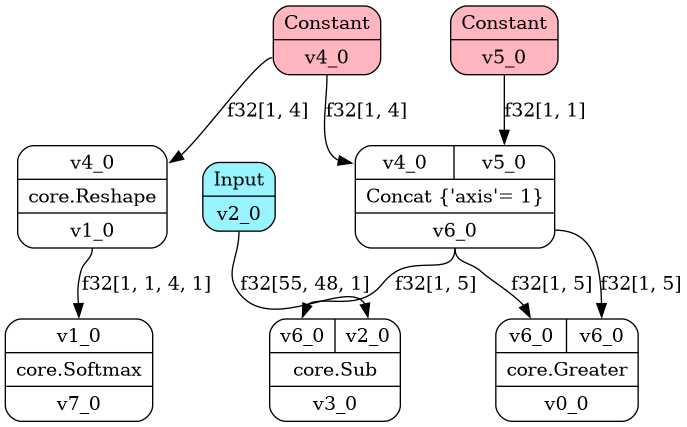 Constant
v4_0
Constant
v5_0
f32[1, 4]
f32[1, 4]
f32[1, 1]
v4_0
core.Reshape
v1_0
Input
v2_0
v4_0 v5_0
Concat {'axis'= 1}
v6_0
f32[1, 1, 4, 1]
f32[55, 48, 1]
f32[1, 5]
f32[1, 5]
f32[1, 5]
v1_0
core.Softmax
v7_0
v6_0 v2_0
core.Sub
v3_0
v6_0 v6_0
core.Greater
v0_0